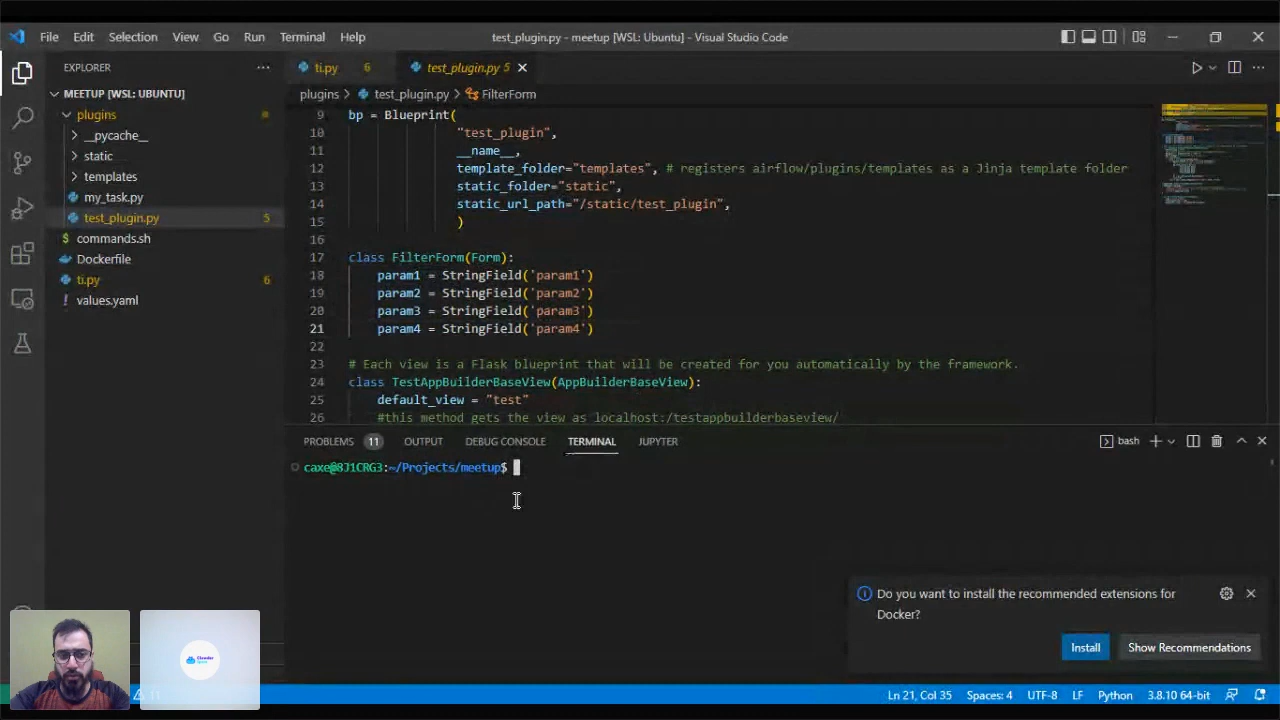 File Edit Selection View Go Run Terminal Help
test_plugin.py - meetup [WSL: Ubuntu] - Visual Studio Code
EXPLORER
MEETUP [WSL: UBUNTU]
plugins
__pycache__
static
templates
my_task.py
test_plugin.py 5
commands.sh
Dockerfile
ti.py 6
values.yaml
ti.py 6 test_plugin.py 5
plugins > test_plugin.py > FilterForm
9 bp = Blueprint(
10 "test_plugin",
11 __name__,
12 template_folder="templates", # registers airflow/plugins/templates as a Jinja template folder
13 static_folder="static",
14 static_url_path="/static/test_plugin",
15 )
16
17 class FilterForm(Form):
18 param1 = StringField('param1')
19 param2 = StringField('param2')
20 param3 = StringField('param3')
21 param4 = StringField('param4')
22
23 # Each view is a Flask blueprint that will be created for you automatically by the framework.
24 class TestAppBuilderBaseView(AppBuilderBaseView):
25 default_view = "test"
26 #this method gets the view as localhost:/testappbuilderbaseview/
PROBLEMS 11 OUTPUT DEBUG CONSOLE TERMINAL JUPYTER
bash
caxe@8J1CRG3:~/Projects/meetup$
Do you want to install the recommended extensions for
Docker?
Install Show Recommendations
Clowder
Ln 21, Col 35 Spaces: 4 UTF-8 LF Python 3.8.10 64-bit